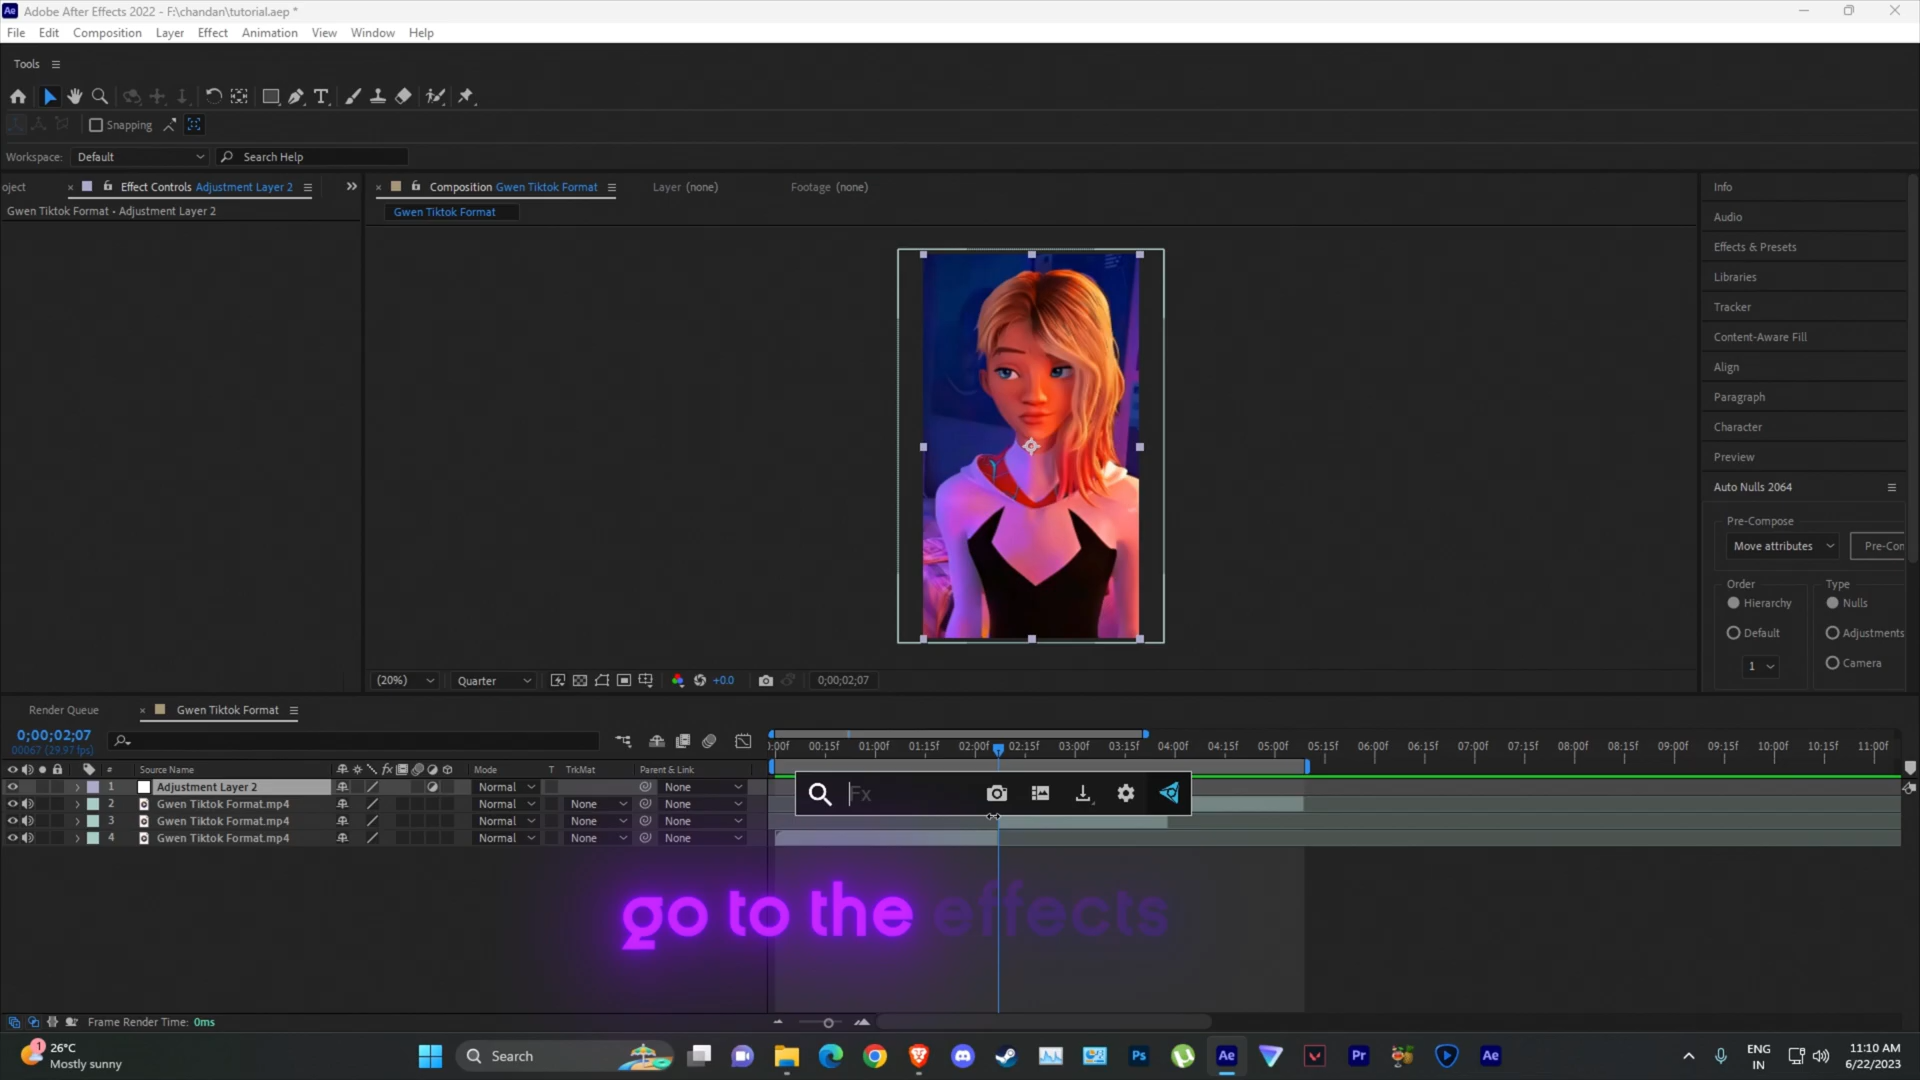 Adobe After Effects 2022 - F:\chandan\tutorial.aep *
File Edit Composition Layer Effect Animation View Window Help
Tools
Snapping
Workspace: Default Search Help
oject × Effect Controls Adjustment Layer 2
Gwen Tiktok Format • Adjustment Layer 2
× Composition Gwen Tiktok Format Layer (none) Footage (none)
Gwen Tiktok Format
Info
Audio
Effects & Presets
Libraries
Tracker
Content-Aware Fill
Align
Paragraph
Character
Preview
Auto Nulls 2064
Pre-Compose
Move attributes Pre-Con
Order Type
Hierarchy Nulls
Default Adjustments
1 Camera
(20%) Quarter +0.0 0;00;02;07
Render Queue × Gwen Tiktok Format
0;00;02;07
00067 (29.97 fps)
:00f 00:15f 01:00f 01:15f 02:00f 02:15f 03:00f 03:15f 04:00f 04:15f 05:00f 05:15f 06:00f 06:15f 07:00f 07:15f 08:00f 08:15f 09:00f 09:15f 10:00f 10:15f 11:00f
# Source Name fx Mode T TrkMat Parent & Link
1 Adjustment Layer 2 Normal None
2 Gwen Tiktok Format.mp4 Normal None None
3 Gwen Tiktok Format.mp4 Normal None None
4 Gwen Tiktok Format.mp4 Normal None None
Fx
go to the effects
Frame Render Time: 0ms
1
26°C
Mostly sunny
Search
Ps
Ae
Pr
Ae
ENG
IN
11:10 AM
6/22/2023